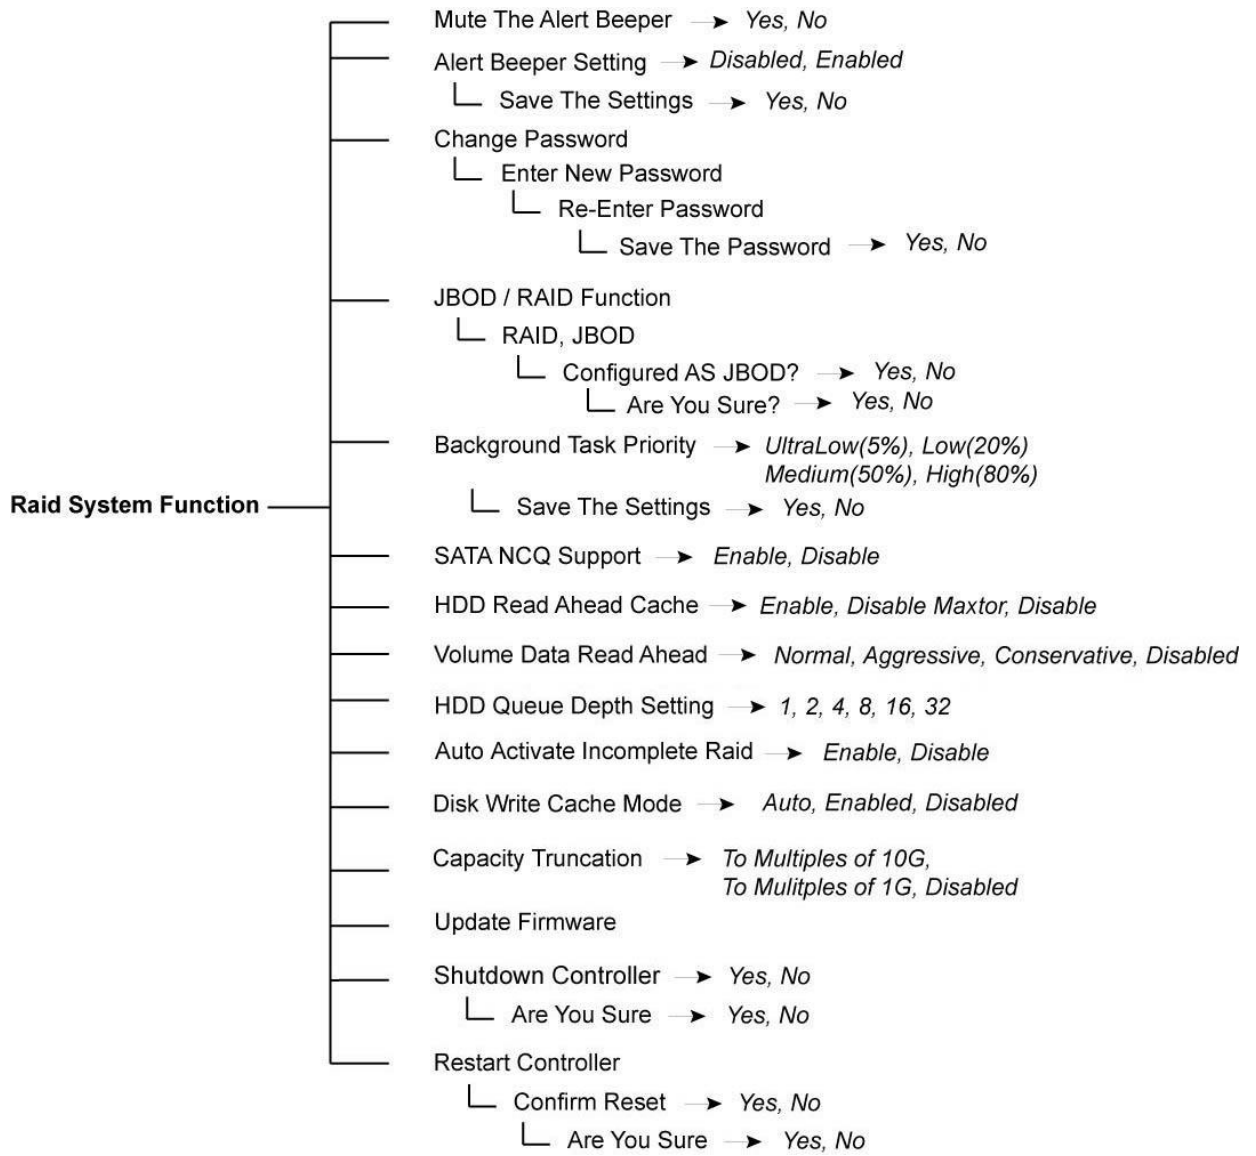 Mute The Alert Beeper Yes, No
Alert Beeper Setting Disabled, Enabled
Save The Settings Yes, No
Change Password
Enter New Password
Re-Enter Password
Save The Password Yes, No
JBOD / RAID Function
RAID, JBOD
Configured AS JBOD? Yes, No
Are You Sure? Yes, No
Background Task Priority UltraLow(5%), Low(20%)
Medium(50%), High(80%)
Raid System Function
Save The Settings Yes, No
SATA NCQ Support Enable, Disable
HDD Read Ahead Cache Enable, Disable Maxtor, Disable
Volume Data Read Ahead Normal, Aggressive, Conservative, Disabled
HDD Queue Depth Setting 1, 2, 4, 8, 16, 32
Auto Activate Incomplete Raid Enable, Disable
Disk Write Cache Mode Auto, Enabled, Disabled
Capacity Truncation To Multiples of 10G,
To Mulitples of 1G, Disabled
Update Firmware
Shutdown Controller Yes, No
Are You Sure Yes, No
Restart Controller
Confirm Reset Yes, No
Are You Sure Yes, No